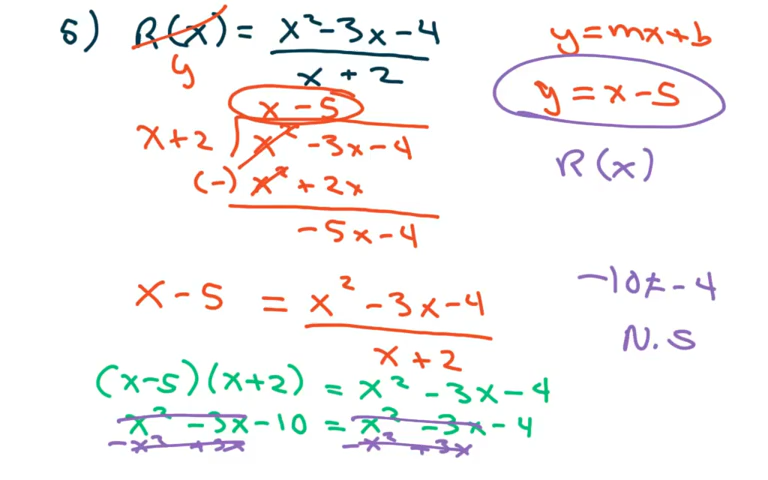 5) R(x) = x² - 3x - 4 / x + 2
y
y = mx + b
y = x - 5
R(x)
x - 5
x + 2 ) x² - 3x - 4
(-) x² + 2x
- 5x - 4
x - 5 = x² - 3x - 4 / x + 2
-10 ≠ - 4
N.S
(x-5)(x+2) = x² - 3x - 4
x² - 3x - 10 = x² - 3x - 4
-x² + 3x -x² + 3x